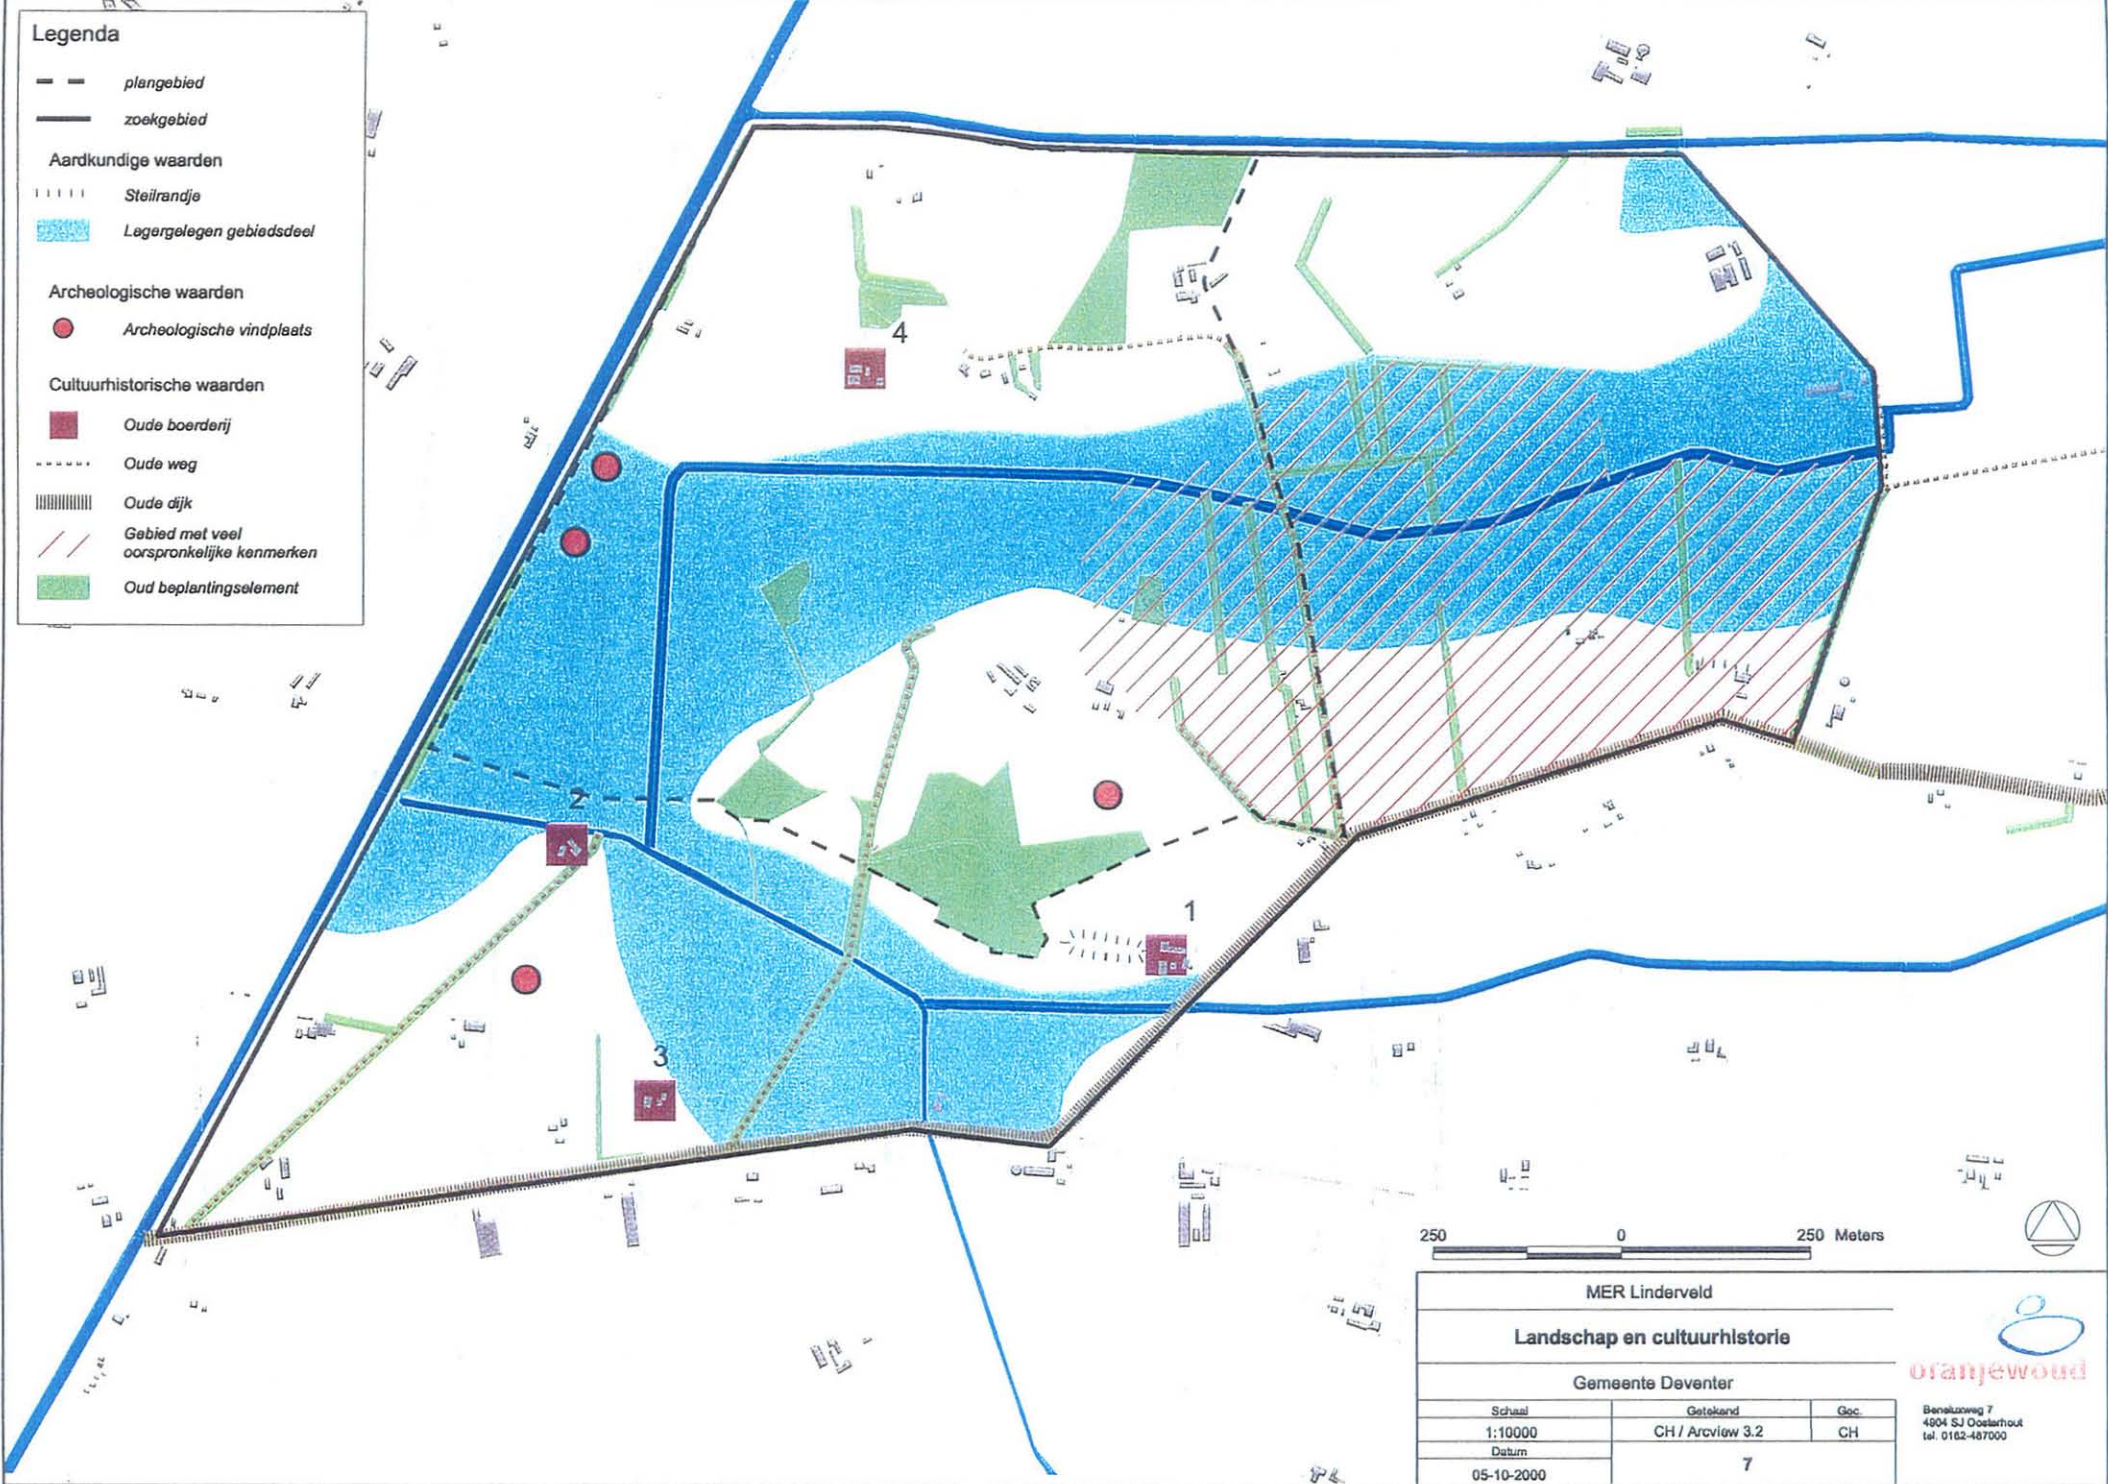 Legenda
plangebied
zoekgebied
Aardkundige waarden
Steilrandje
Lagergelegen gebiedsdeel
Archeologische waarden
Archeologische vindplaats
Cultuurhistorische waarden
Oude boerderij
Oude weg
Oude dijk
Gebied met veel
oorspronkelijke kenmerken
Oud beplantingselement
4
2
1
3
250 0 250 Meters
MER Linderveld
Landschap en cultuurhistorie
Gemeente Deventer
Schaal Getekend Gec.
1:10000 CH / Arcview 3.2 CH
Datum
05-10-2000
7
oranjewoud
Beneluxweg 7
4904 SJ Oosterhout
tel. 0162-487000